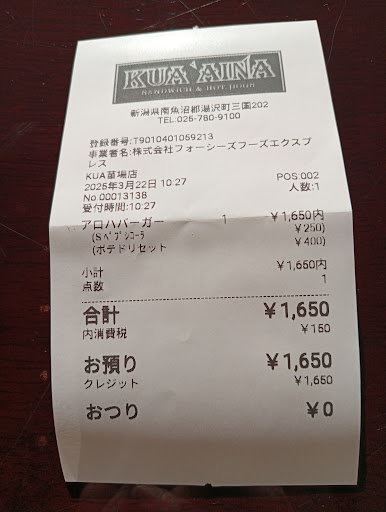 KUA`AINA
SANDWICH & HOT.DOGS
新潟県南魚沼郡湯沢町三国202
TEL:025-780-9100
登録番号:T9010401059213
事業者名:株式会社フォーシーズフーズエクスプ
レス
KUA苗場店 POS:002
2025年3月22日 10:27 人数:1
No 00013138
受付時間:10:27
アロハバーガー 1 ￥1,650内
(Sペプシコーラ ￥250)
(ポテドリセット ￥400)
小計 ￥1,650内
点数 1
合計 ￥1,650
内消費税 ￥150
お預り ￥1,650
クレジット ￥1,650
おつり ￥0